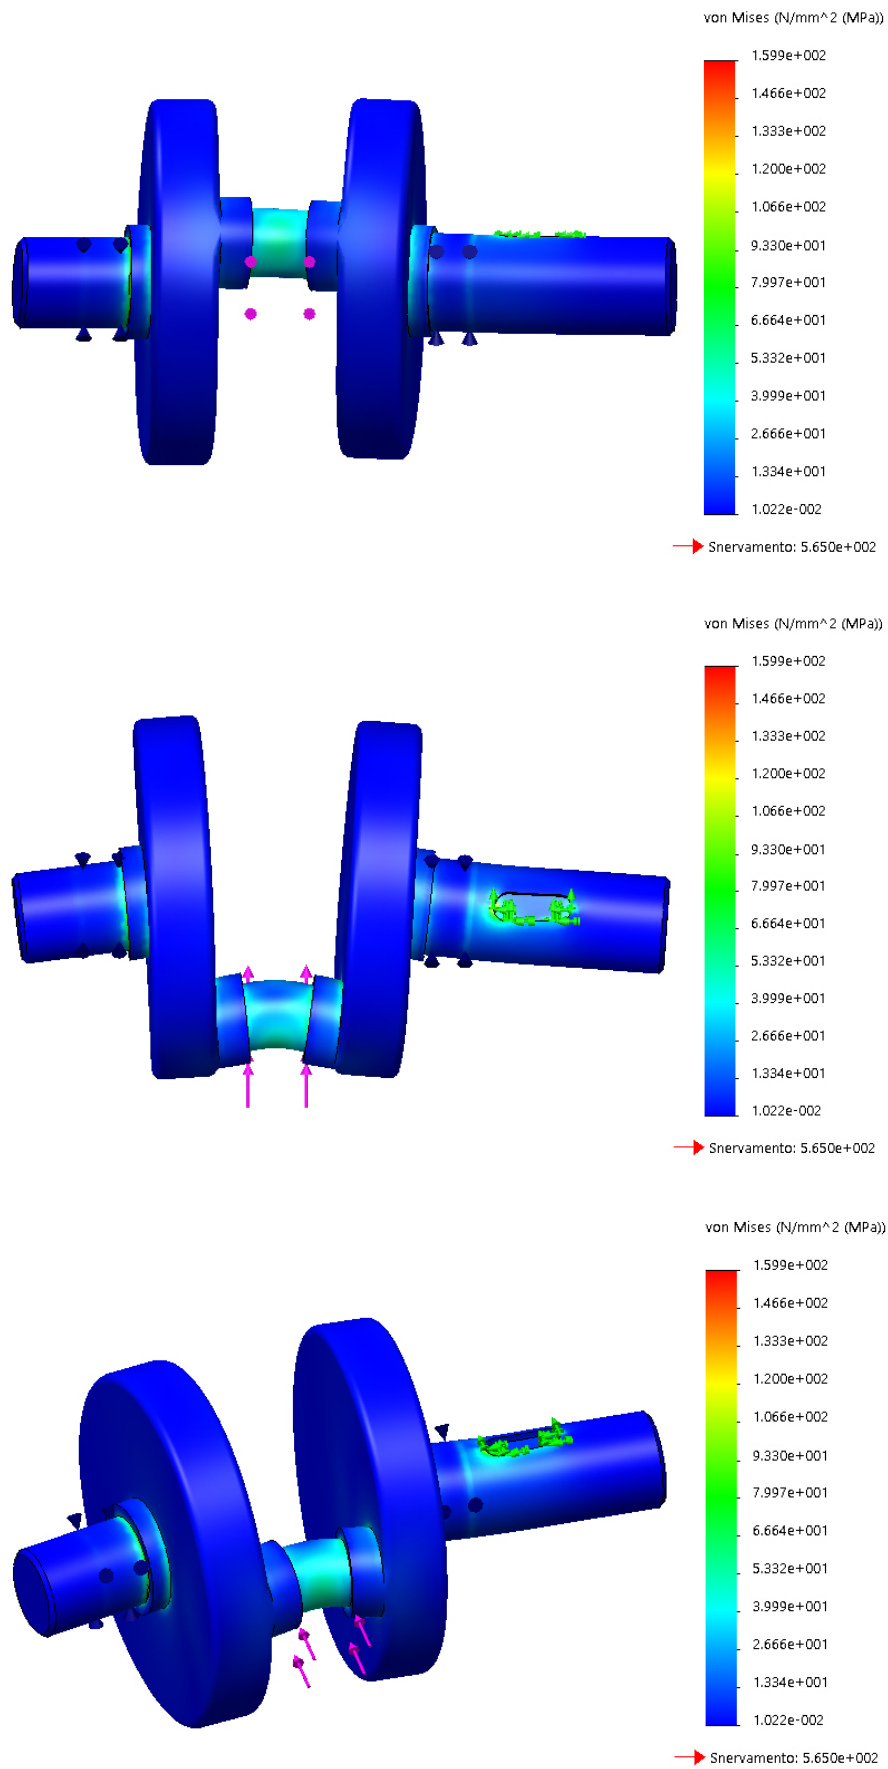 von Mises (N/mm^2 (MPa))
1.599e+002
1.466e+002
1.333e+002
1.200e+002
1.066e+002
9.330e+001
7.997e+001
6.664e+001
5.332e+001
3.999e+001
2.666e+001
1.334e+001
1.022e-002
Snervamento: 5.650e+002
von Mises (N/mm^2 (MPa))
1.599e+002
1.466e+002
1.333e+002
1.200e+002
1.066e+002
9.330e+001
7.997e+001
6.664e+001
5.332e+001
3.999e+001
2.666e+001
1.334e+001
1.022e-002
Snervamento: 5.650e+002
von Mises (N/mm^2 (MPa))
1.599e+002
1.466e+002
1.333e+002
1.200e+002
1.066e+002
9.330e+001
7.997e+001
6.664e+001
5.332e+001
3.999e+001
2.666e+001
1.334e+001
1.022e-002
Snervamento: 5.650e+002